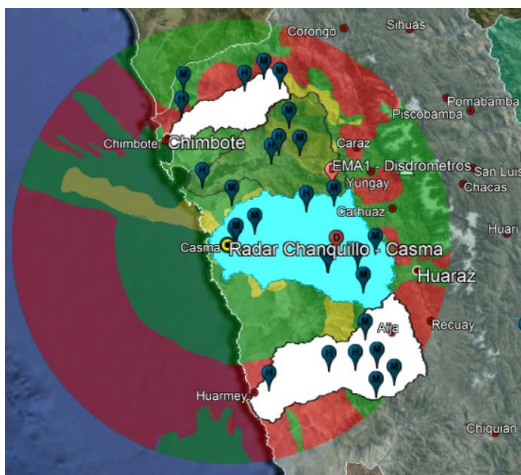 Corongo
Sihuas
H
M
M
M
H
Pomabamba
Piscobamba
M
Chimbote
Chimbote
H
M
Caraz
EMA1 - Disdrometros
San Luis
H
Yungay
Chacas
M
H
M
Carhuaz
M
M
D
M
Huari
Casma
Radar Chanquillo - Casma
Huaraz
M
M
Aija
Recuay
H
H
M
H
M
M
Huarmey
Chiquian